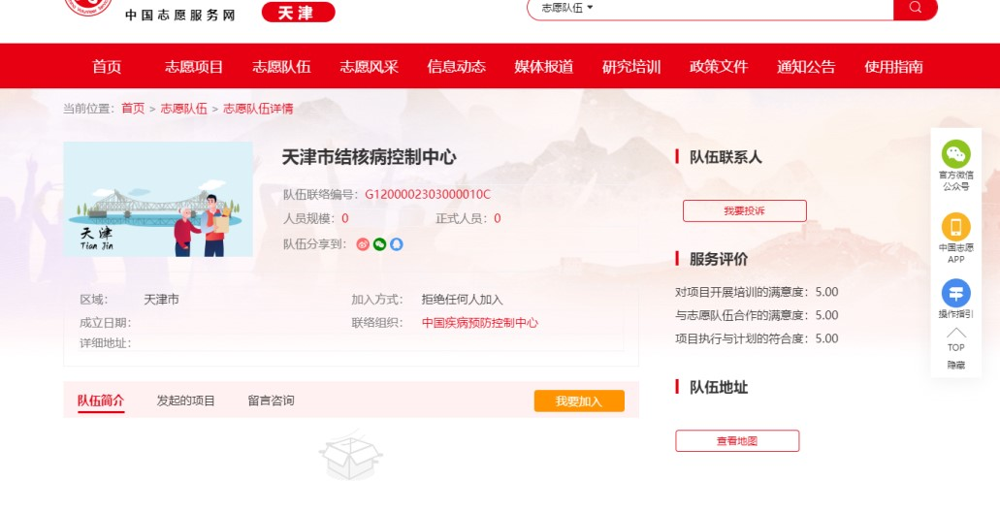 中国志愿服务网
天津
志愿队伍
首页 志愿项目 志愿队伍 志愿风采 信息动态 媒体报道 研究培训 政策文件 通知公告 使用指南
当前位置：首页 > 志愿队伍 > 志愿队伍详情
天津
Tian Jin
天津市结核病控制中心
队伍联络编号：G1200002303000010C
人员规模：0 正式人员：0
队伍分享到：
区域： 天津市 加入方式： 拒绝任何人加入
成立日期： 联络组织： 中国疾病预防控制中心
详细地址：
队伍简介 发起的项目 留言咨询 我要加入
队伍联系人
我要投诉
服务评价
对项目开展培训的满意度：5.00
与志愿队伍合作的满意度：5.00
项目执行与计划的符合度：5.00
队伍地址
查看地图
官方微信
公众号
中国志愿
APP
操作指引
TOP
隐藏